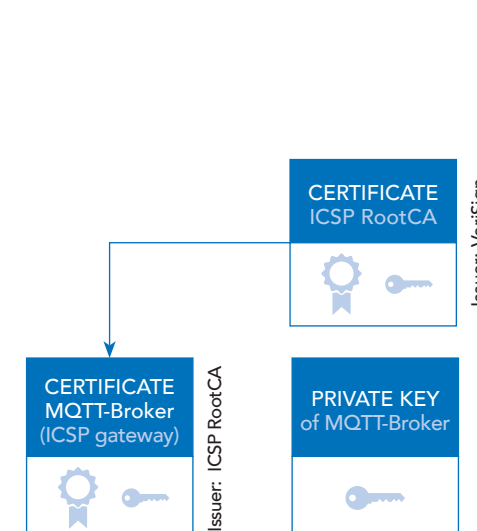 CERTIFICATE
ICSP RootCA
CERTIFICATE
MQTT-Broker
(ICSP gateway)
Issuer: ICSP RootCA
PRIVATE KEY
of MQTT-Broker